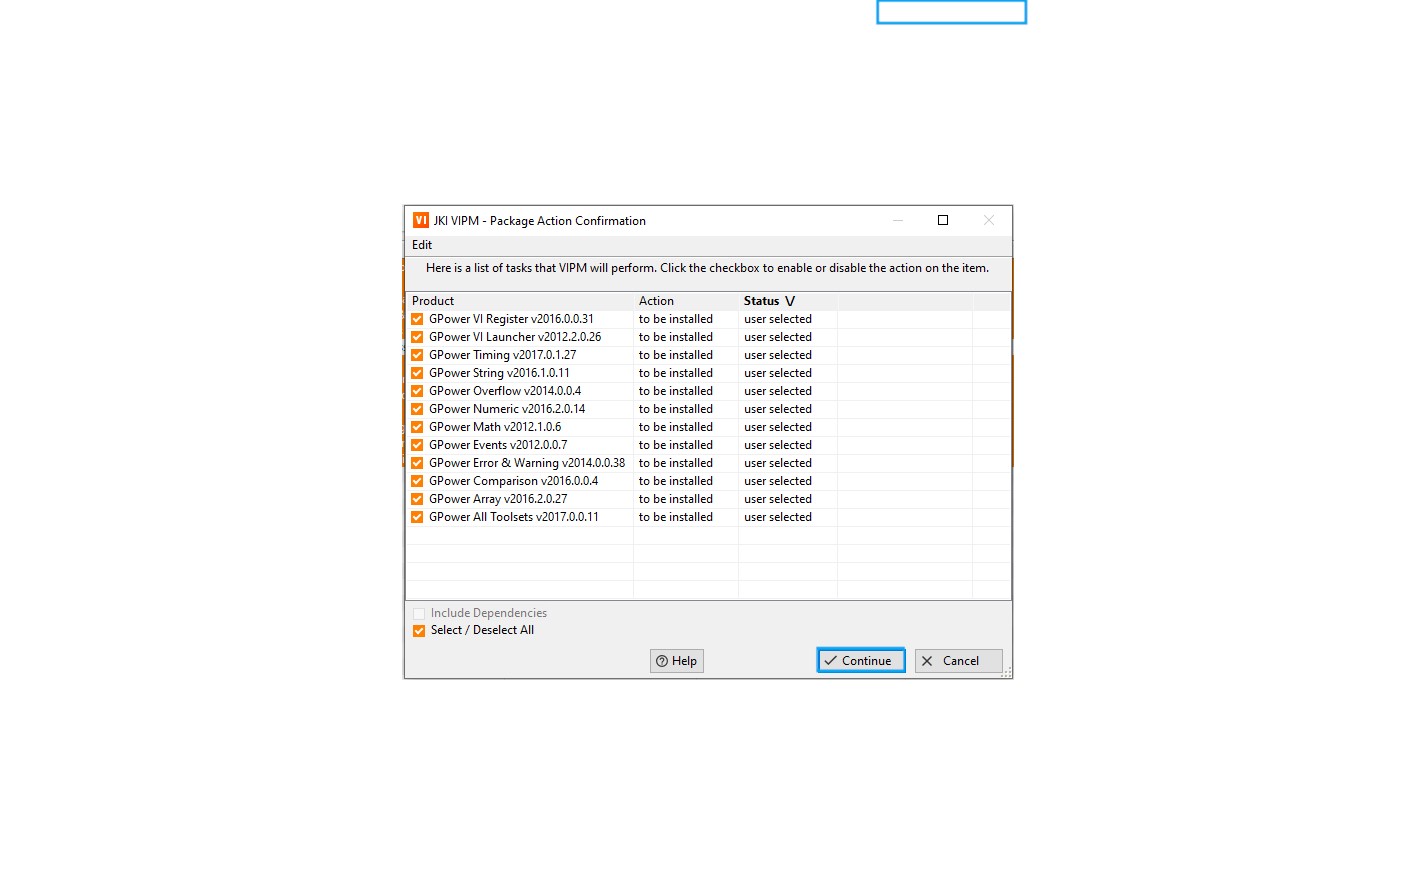 VI JKI VIPM - Package Action Confirmation
Edit
Here is a list of tasks that VIPM will perform. Click the checkbox to enable or disable the action on the item.
Product Action Status
GPower VI Register v2016.0.0.31 to be installed user selected
GPower VI Launcher v2012.2.0.26 to be installed user selected
GPower Timing v2017.0.1.27 to be installed user selected
GPower String v2016.1.0.11 to be installed user selected
GPower Overflow v2014.0.0.4 to be installed user selected
GPower Numeric v2016.2.0.14 to be installed user selected
GPower Math v2012.1.0.6 to be installed user selected
GPower Events v2012.0.0.7 to be installed user selected
GPower Error & Warning v2014.0.0.38 to be installed user selected
GPower Comparison v2016.0.0.4 to be installed user selected
GPower Array v2016.2.0.27 to be installed user selected
GPower All Toolsets v2017.0.0.11 to be installed user selected
Include Dependencies
Select / Deselect All
Help Continue Cancel